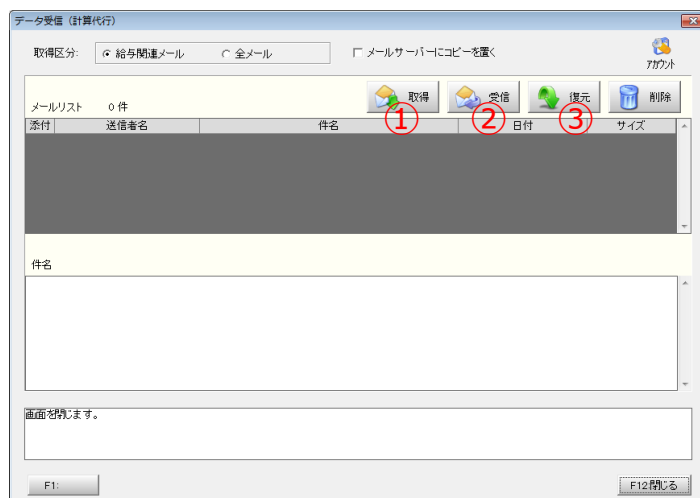 データ受信（計算代行）
取得区分: 給与関連メール 全メール メールサーバーにコピーを置く アカウント
メールリスト 0 件 取得 受信 復元 削除
① ② ③
添付 送信者名 件名 日付 サイズ
件名
画面を閉じます。
F1: F12閉じる